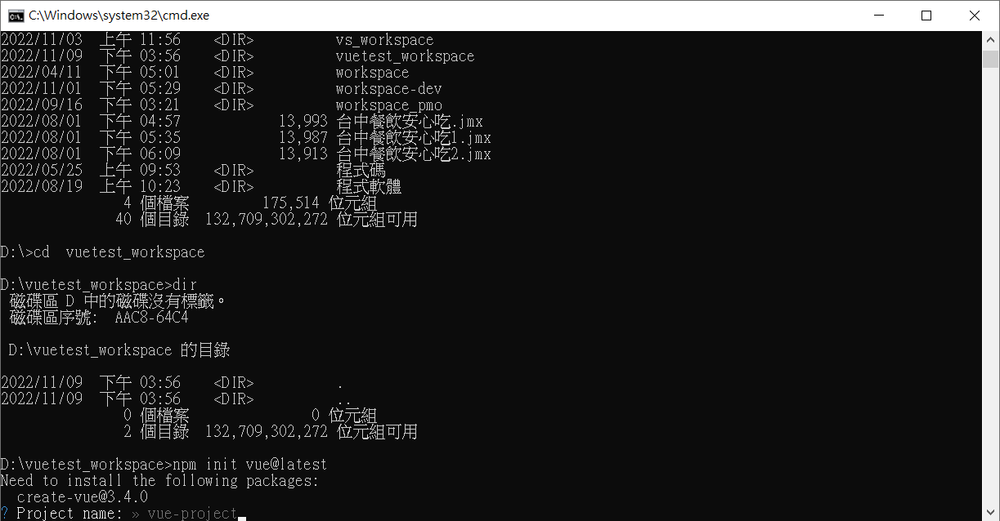 C:\Windows\system32\cmd.exe
2022/11/03  上午 11:56    <DIR>          vs_workspace
2022/11/09  下午 03:56    <DIR>          vuetest_workspace
2022/04/11  下午 05:01    <DIR>          workspace
2022/11/01  下午 05:29    <DIR>          workspace-dev
2022/09/16  下午 03:21    <DIR>          workspace_pmo
2022/08/01  下午 04:57            13,993 台中餐飲安心吃.jmx
2022/08/01  下午 05:35            13,987 台中餐飲安心吃1.jmx
2022/08/01  下午 06:09            13,913 台中餐飲安心吃2.jmx
2022/05/25  上午 09:53    <DIR>          程式碼
2022/08/19  上午 10:23    <DIR>          程式軟體
               4 個檔案         175,514 位元組
              40 個目錄  132,709,302,272 位元組可用
D:\>cd  vuetest_workspace
D:\vuetest_workspace>dir
 磁碟區 D 中的磁碟沒有標籤。
 磁碟區序號:  AAC8-64C4
 D:\vuetest_workspace 的目錄
2022/11/09  下午 03:56    <DIR>          .
2022/11/09  下午 03:56    <DIR>          ..
               0 個檔案               0 位元組
               2 個目錄  132,709,302,272 位元組可用
D:\vuetest_workspace>npm init vue@latest
Need to install the following packages:
  create-vue@3.4.0
? Project name: » vue-project